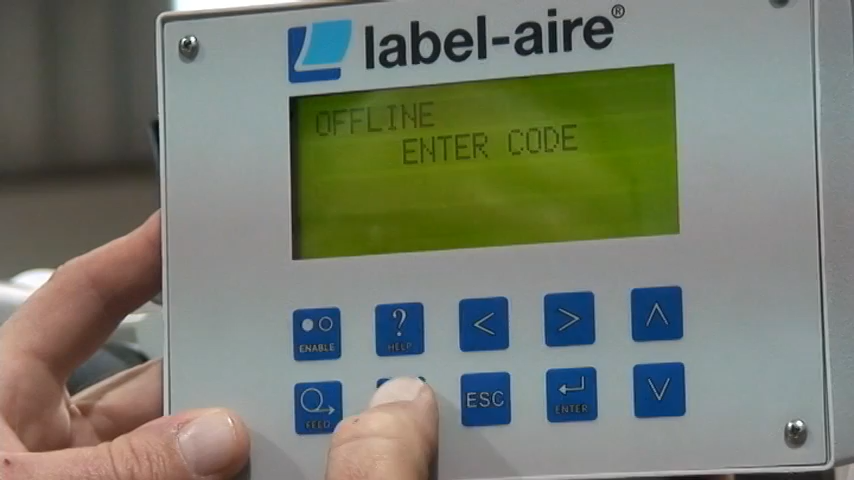 label-aire®
OFFLINE
ENTER CODE
ENABLE
? HELP
< > ∧
FEED
ESC
ENTER
∨